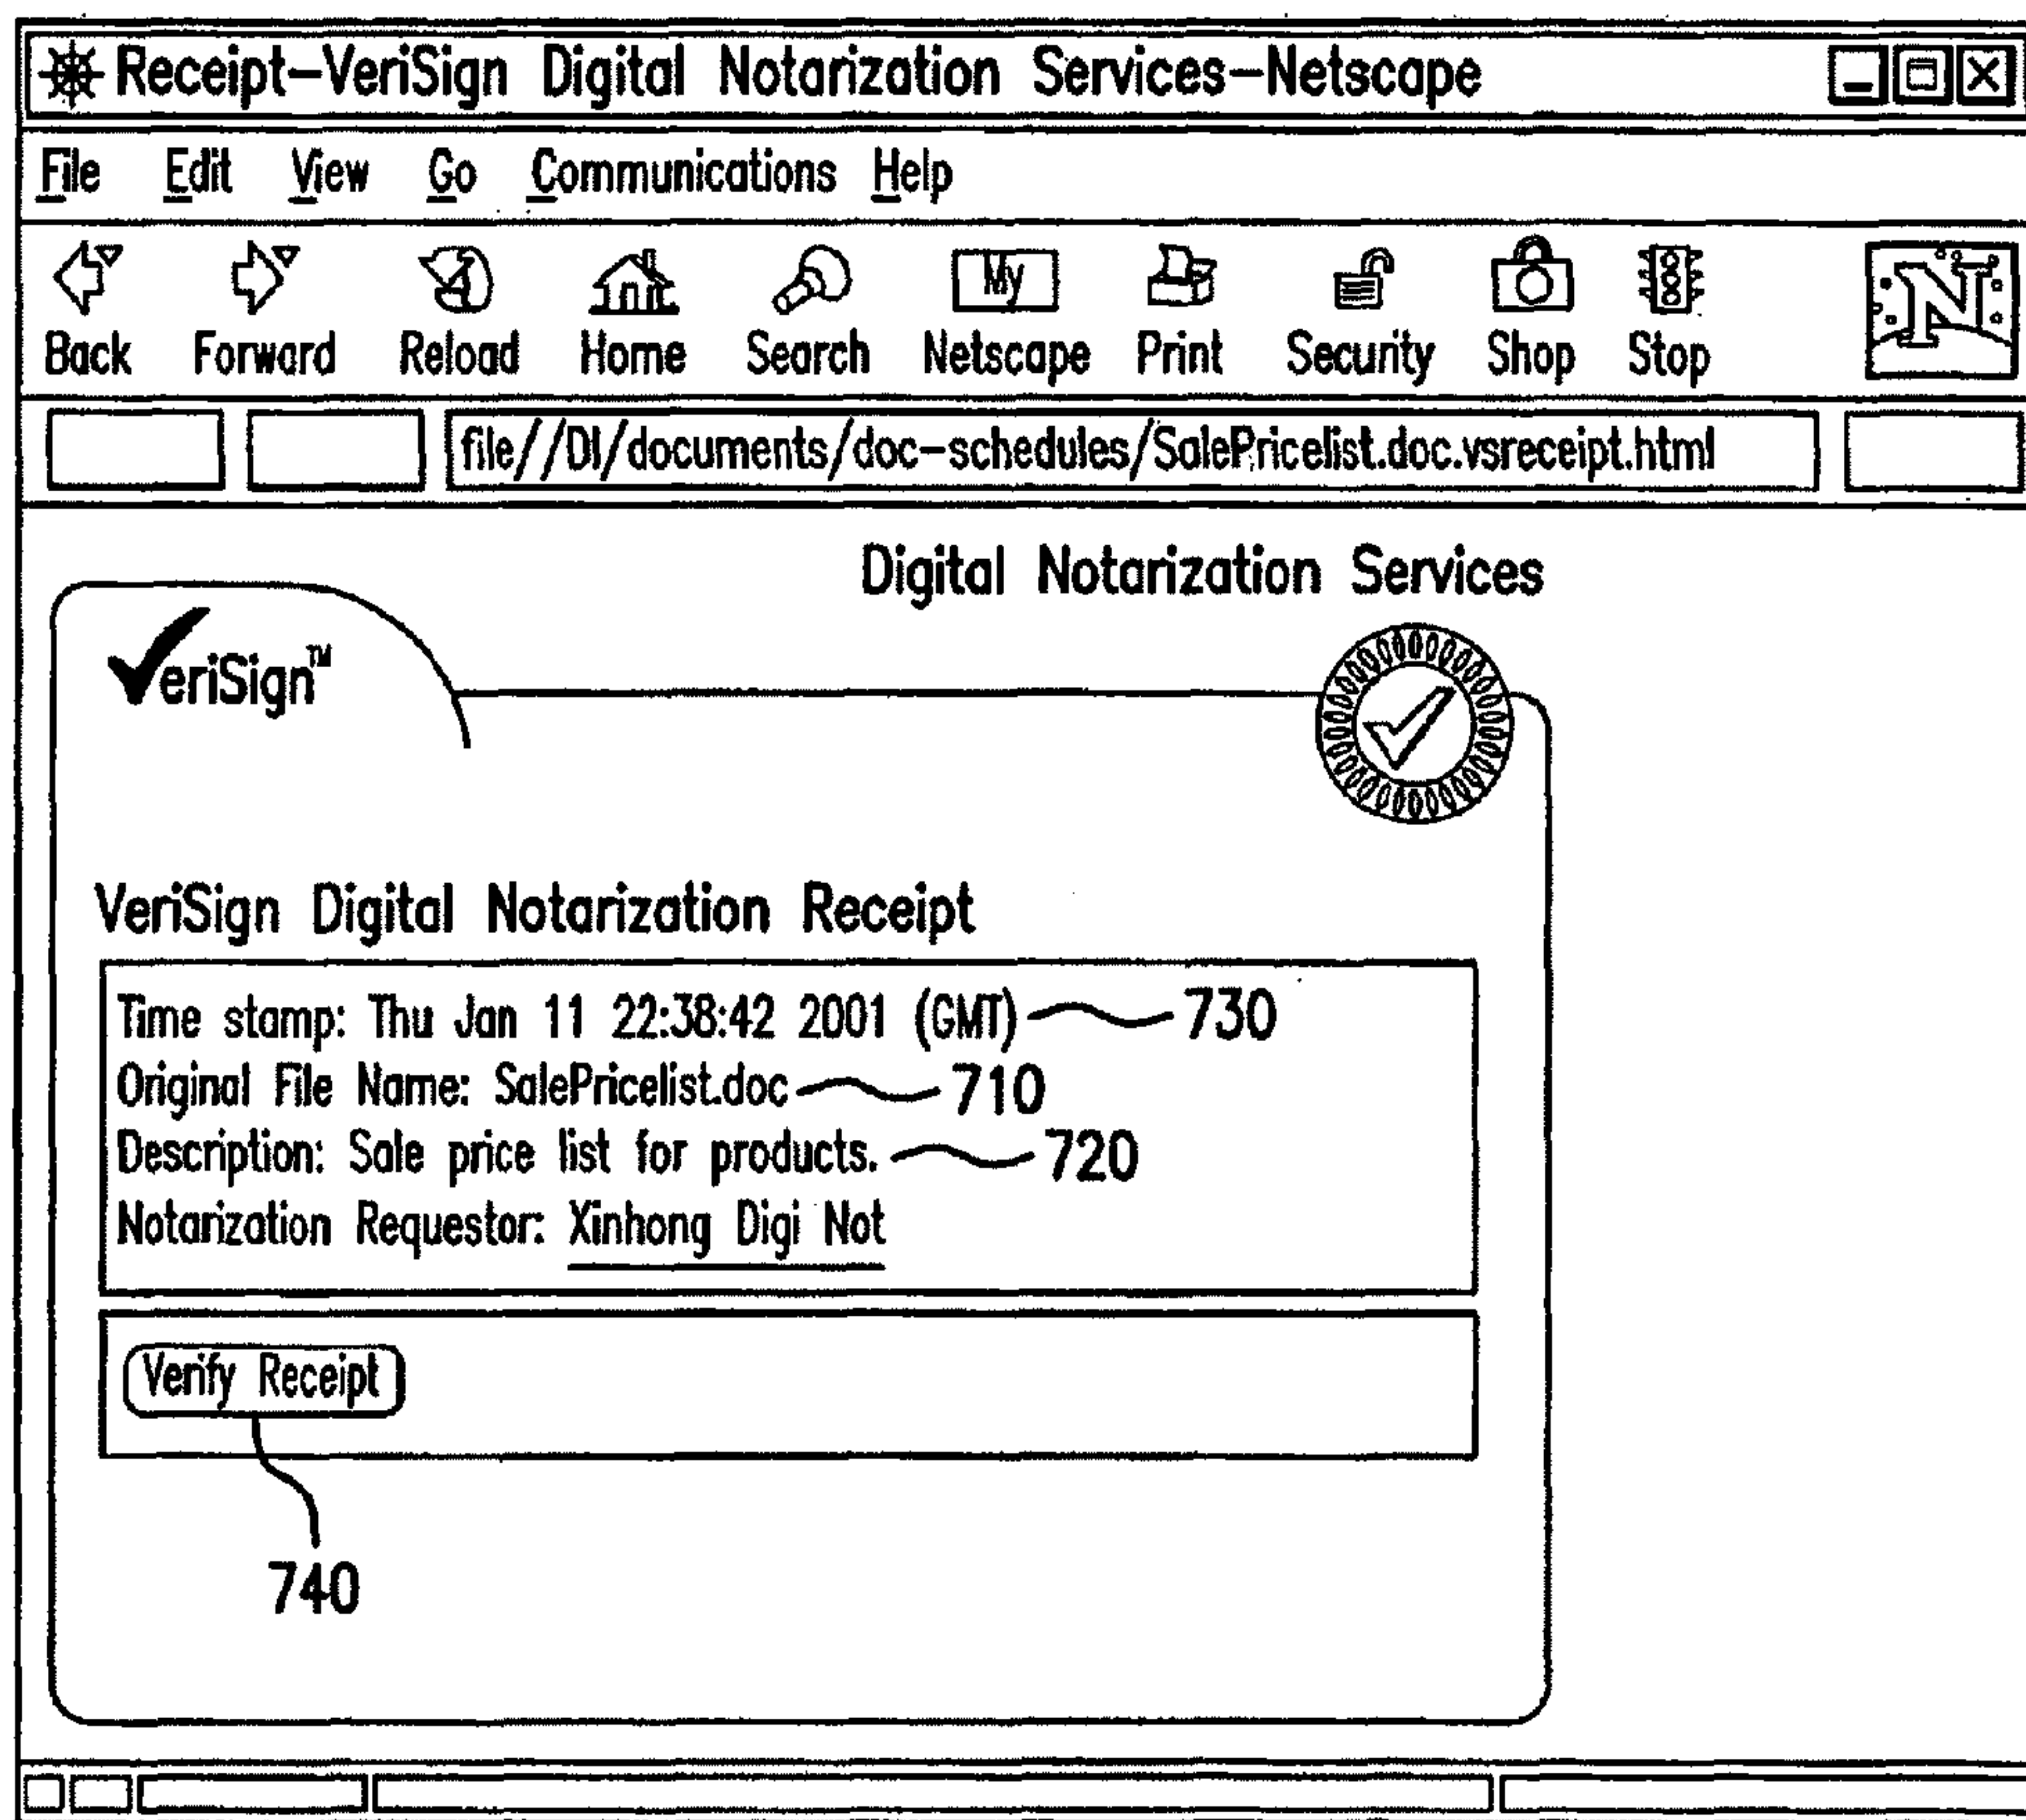 Receipt-VeriSign Digital Notarization Services-Netscape
File Edit View Go Communications Help
My
N
Back Forward Reload Home Search Netscape Print Security Shop Stop
file//DI/documents/doc-schedules/SalePricelist.doc.vsreceipt.html
Digital Notarization Services
VeriSign™
VeriSign Digital Notarization Receipt
Time stamp: Thu Jan 11 22:38:42 2001 (GMT) 730
Original File Name: SalePricelist.doc 710
Description: Sale price list for products. 720
Notarization Requestor: Xinhong Digi Not
Verify Receipt
740